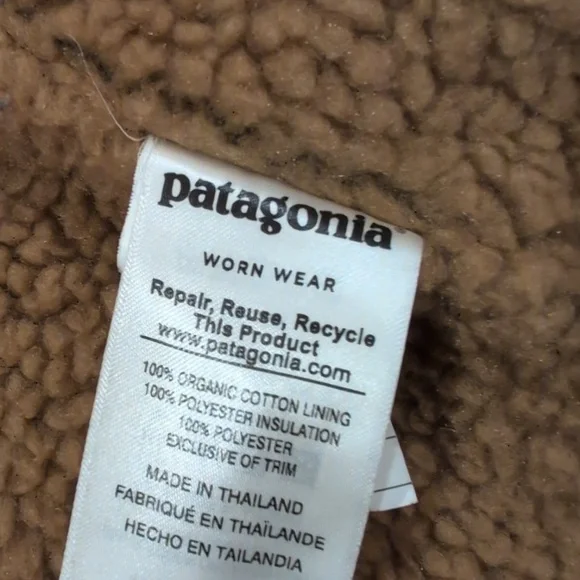 patagonia
WORN WEAR
Repair, Reuse, Recycle
This Product
www.patagonia.com
100% ORGANIC COTTON LINING
100% POLYESTER INSULATION
100% POLYESTER
EXCLUSIVE OF TRIM
MADE IN THAILAND
FABRIQUÉ EN THAÏLANDE
HECHO EN TAILANDIA